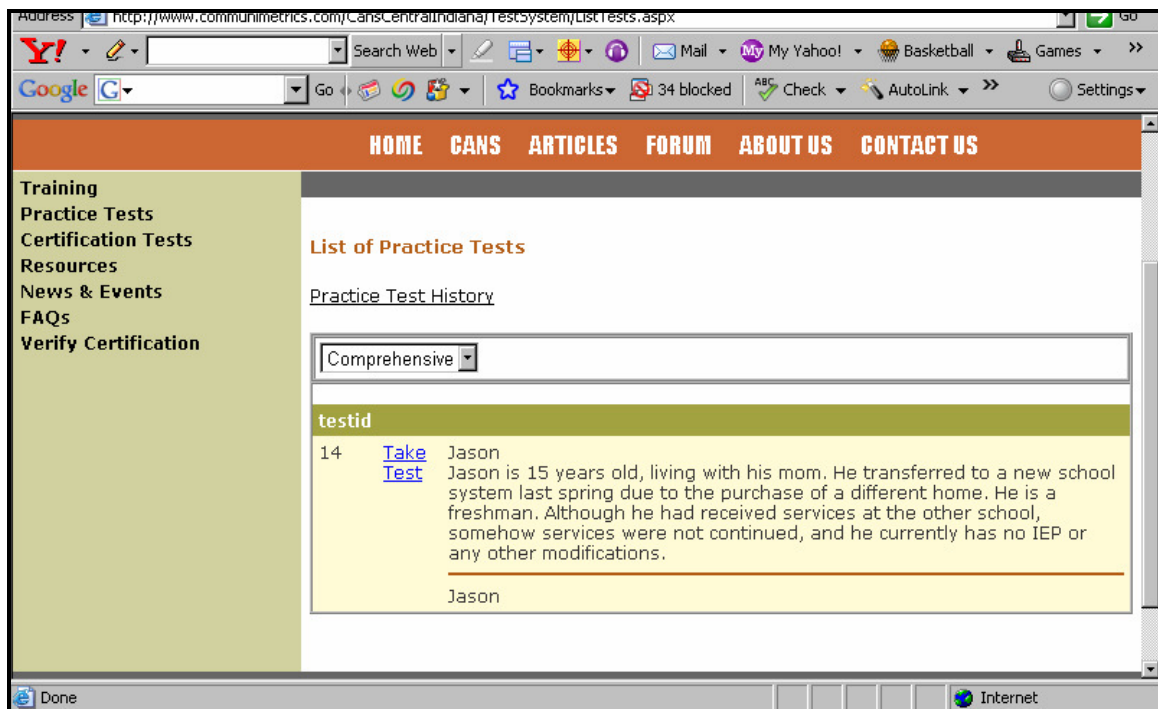 Address http://www.communimetrics.com/CansCentralIndiana/TestSystem/ListTests.aspx Go
Y! Search Web Mail My My Yahoo! Basketball Games »
Google G Go Bookmarks 34 blocked ABC Check AutoLink » Settings
HOME CANS ARTICLES FORUM ABOUT US CONTACT US
Training
Practice Tests
Certification Tests
Resources
News & Events
FAQs
Verify Certification
List of Practice Tests
Practice Test History
Comprehensive
testid
14 Take Jason
Test Jason is 15 years old, living with his mom. He transferred to a new school
system last spring due to the purchase of a different home. He is a
freshman. Although he had received services at the other school,
somehow services were not continued, and he currently has no IEP or
any other modifications.
Jason
Done Internet